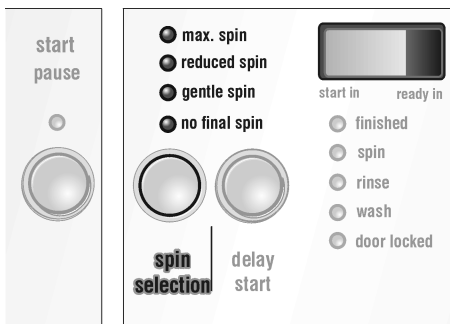 start
pause
max. spin
reduced spin
gentle spin
no final spin
spin
selection
delay
start
start in
ready in
finished
spin
rinse
wash
door locked